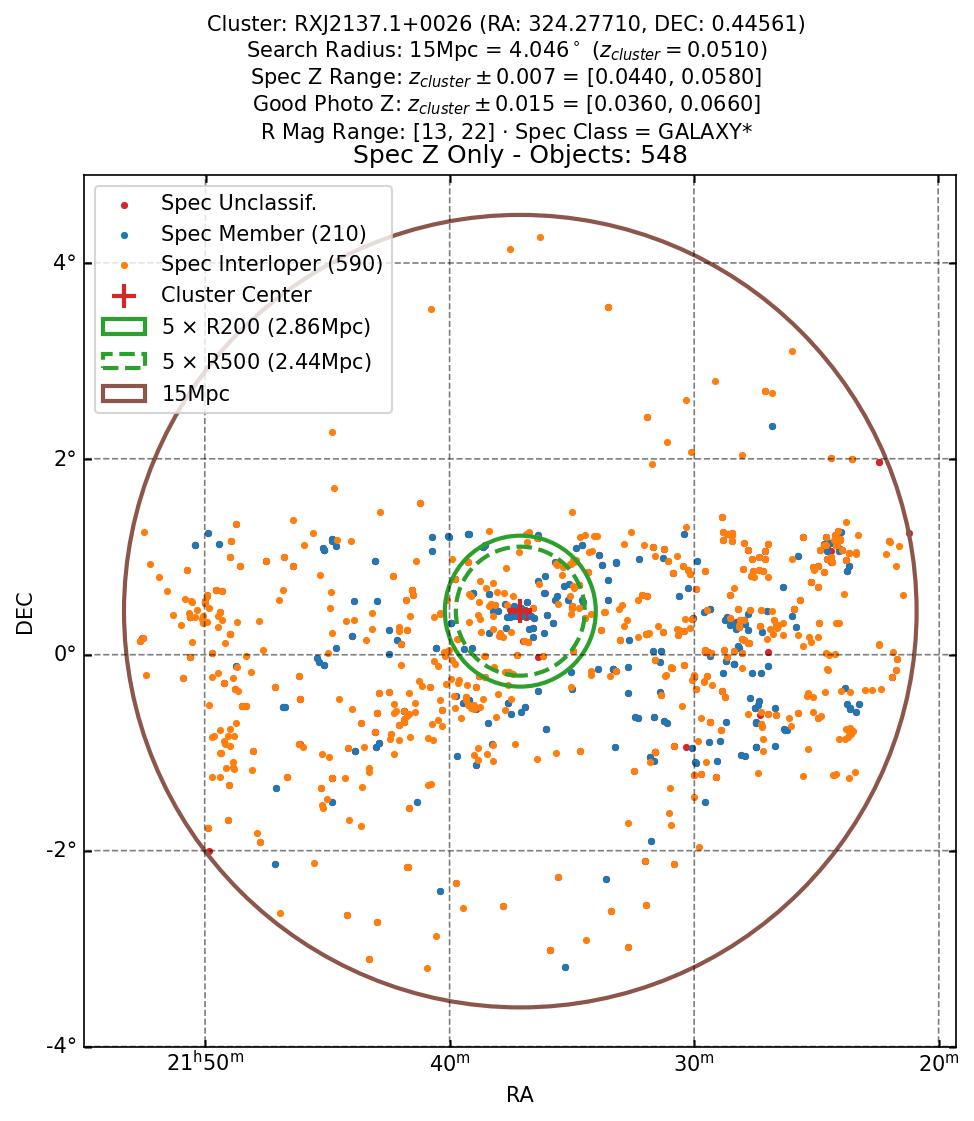 Cluster: RXJ2137.1+0026 (RA: 324.27710, DEC: 0.44561)
Search Radius: 15Mpc = 4.046° (z_cluster = 0.0510)
Spec Z Range: z_cluster ± 0.007 = [0.0440, 0.0580]
Good Photo Z: z_cluster ± 0.015 = [0.0360, 0.0660]
R Mag Range: [13, 22] · Spec Class = GALAXY*
Spec Z Only - Objects: 548
Spec Unclassif.
Spec Member (210)
Spec Interloper (590)
Cluster Center
5 × R200 (2.86Mpc)
5 × R500 (2.44Mpc)
15Mpc
4°
2°
0°
-2°
-4°
DEC
21h50m
40m
30m
20m
RA